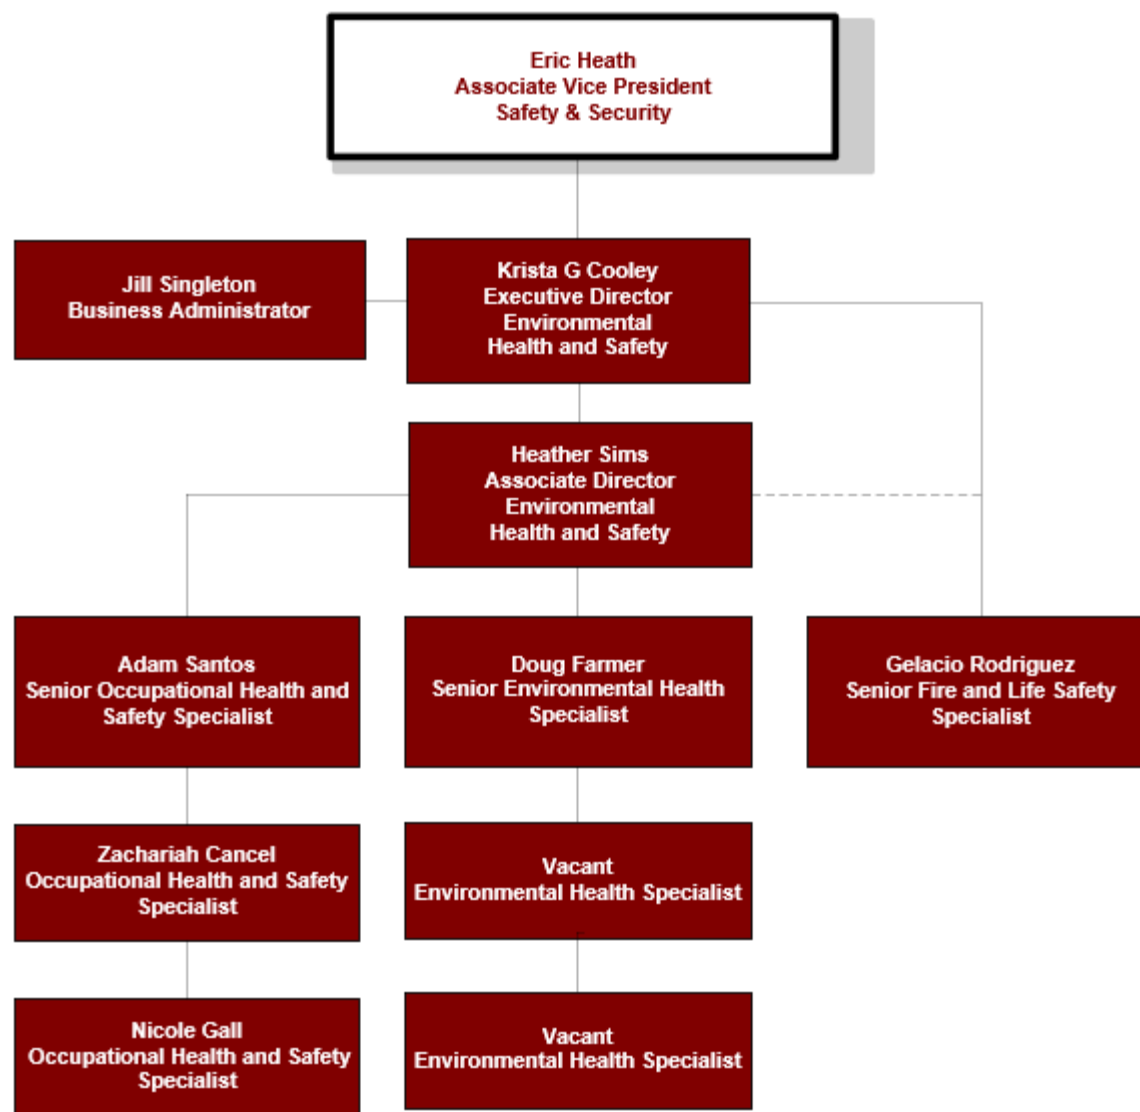 Eric Heath
Associate Vice President
Safety & Security
Jill Singleton
Business Administrator
Krista G Cooley
Executive Director
Environmental
Health and Safety
Heather Sims
Associate Director
Environmental
Health and Safety
Adam Santos
Senior Occupational Health and
Safety Specialist
Doug Farmer
Senior Environmental Health
Specialist
Gelacio Rodriguez
Senior Fire and Life Safety
Specialist
Zachariah Cancel
Occupational Health and Safety
Specialist
Vacant
Environmental Health Specialist
Nicole Gall
Occupational Health and Safety
Specialist
Vacant
Environmental Health Specialist